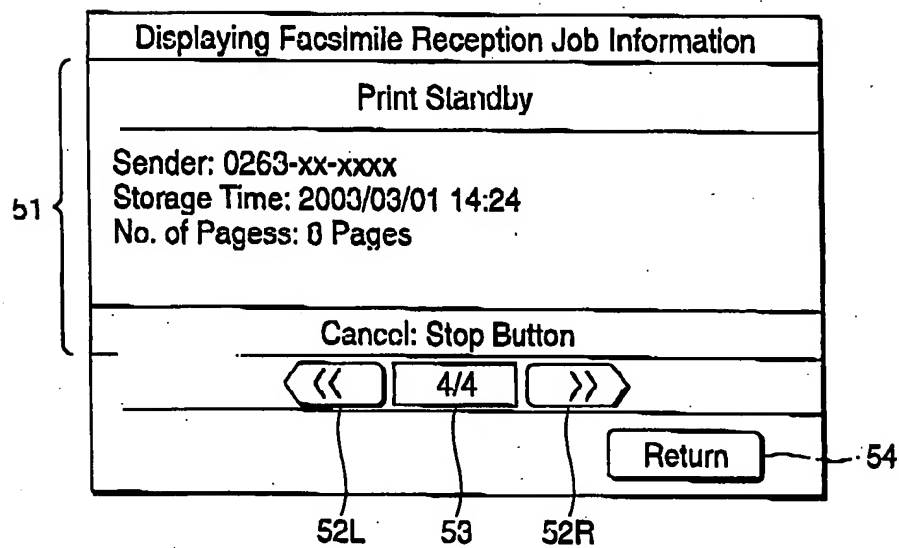 Displaying Facsimile Reception Job Information
Print Standby
Sender: 0263-xx-xxxx
Storage Time: 2003/03/01 14:24
No. of Pagess: Pages
51
Cancel: Stop Button
<< 4/4 >>
Return
54
52L 53 52R